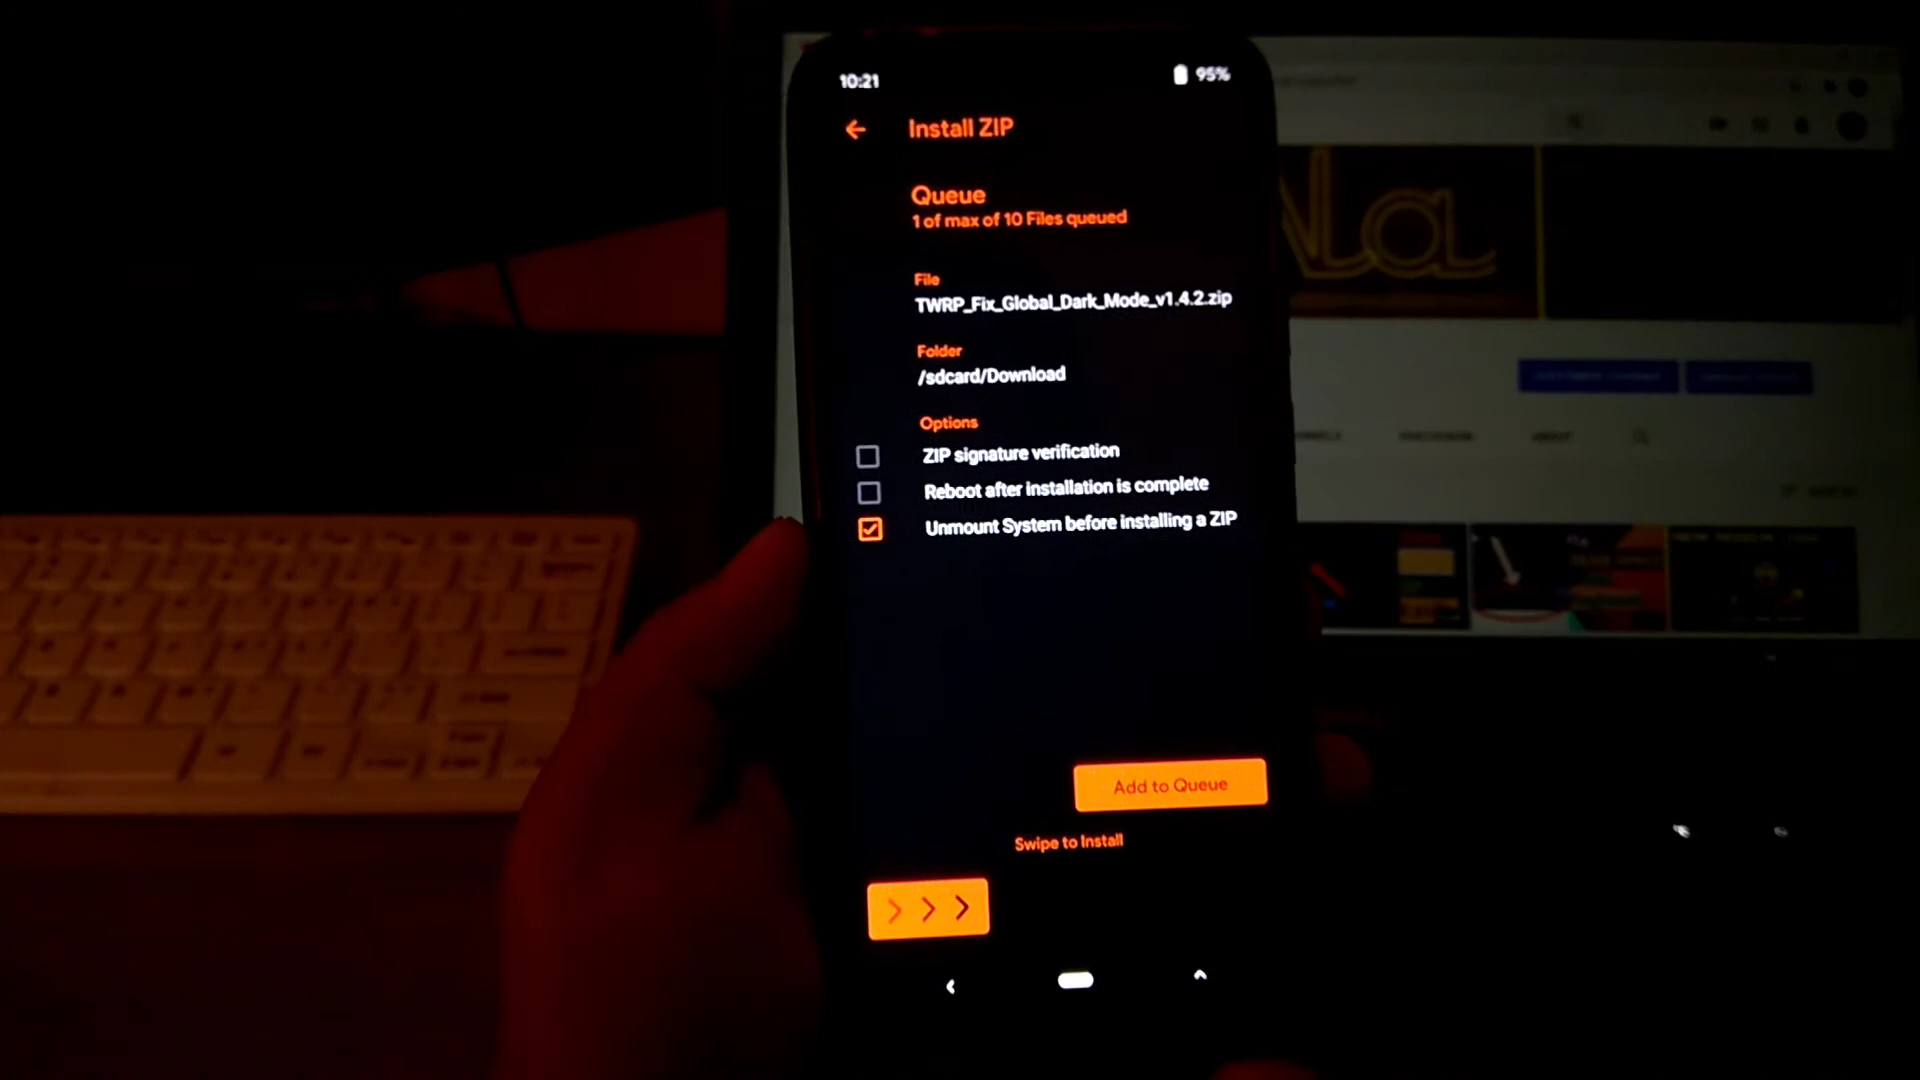 10:21
95%
Install ZIP
Queue
1 of max of 10 Files queued
File
TWRP_Fix_Global_Dark_Mode_v1.4.2.zip
Folder
/sdcard/Download
Options
ZIP signature verification
Reboot after installation is complete
Unmount System before installing a ZIP
Add to Queue
Swipe to Install